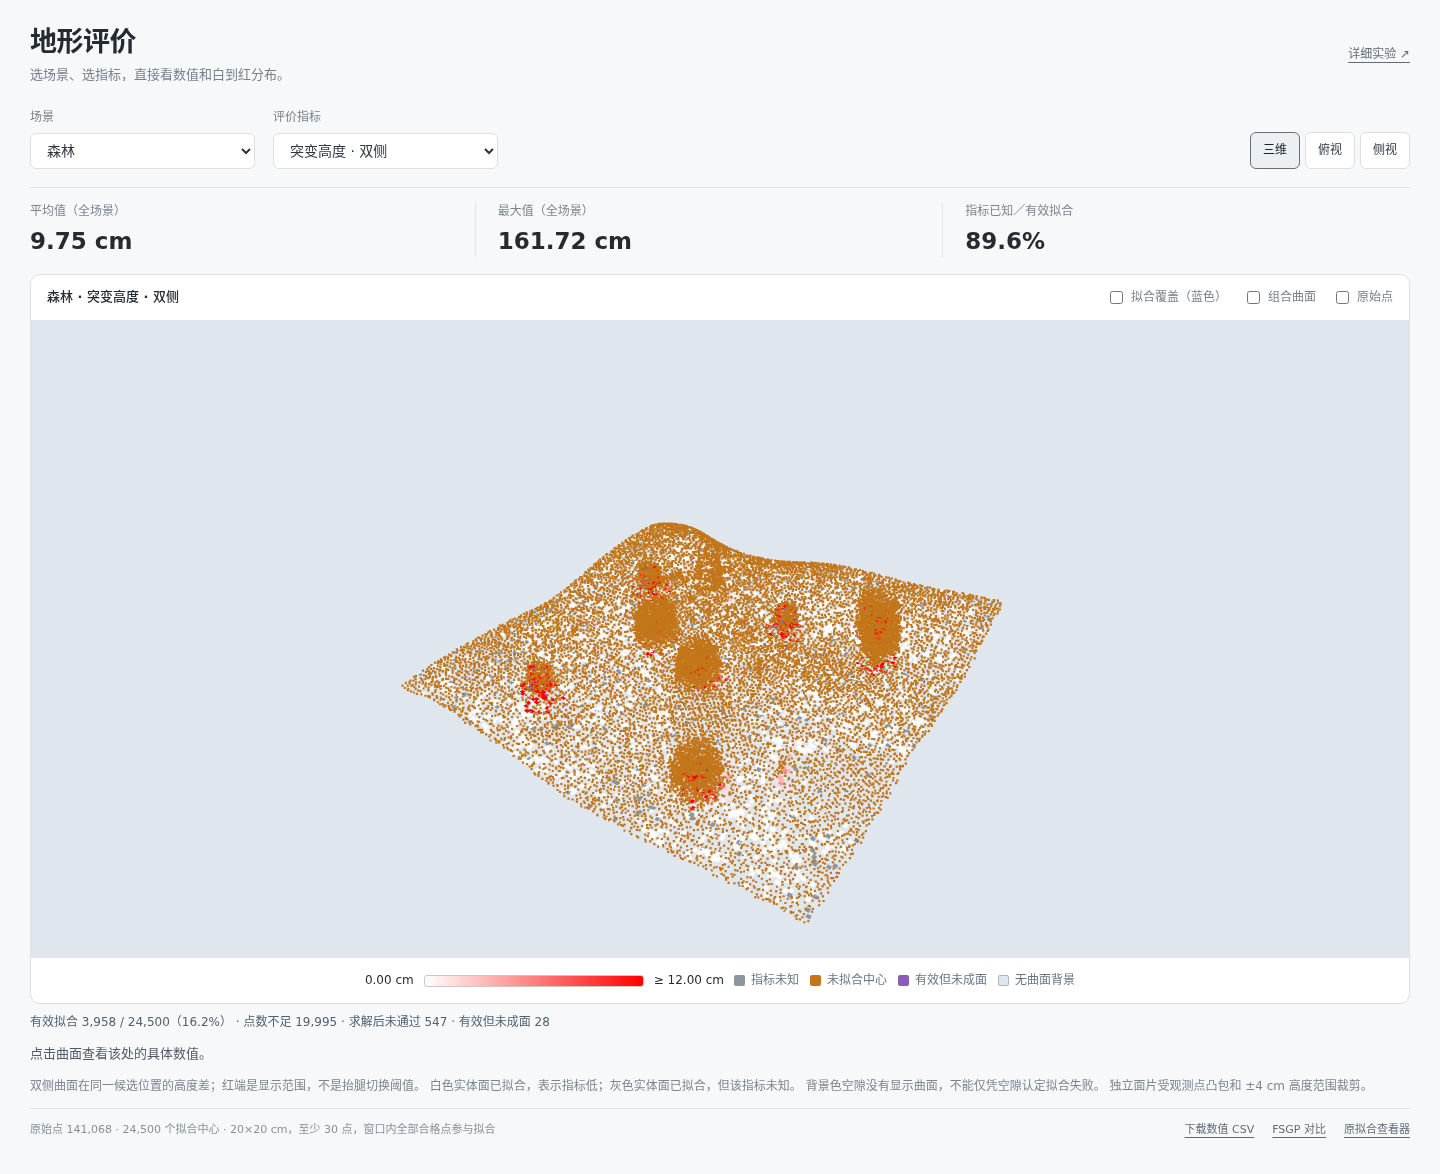 地形评价
选场景、选指标，直接看数值和白到红分布。
详细实验 ↗
场景
评价指标
森林
突变高度 · 双侧
三维
俯视
侧视
平均值（全场景）
最大值（全场景）
指标已知／有效拟合
9.75 cm
161.72 cm
89.6%
森林 · 突变高度 · 双侧
拟合覆盖（蓝色）
组合曲面
原始点
0.00 cm
≥ 12.00 cm
指标未知
未拟合中心
有效但未成面
无曲面背景
有效拟合 3,958 / 24,500（16.2%） · 点数不足 19,995 · 求解后未通过 547 · 有效但未成面 28
点击曲面查看该处的具体数值。
双侧曲面在同一候选位置的高度差；红端是显示范围，不是抬腿切换阈值。 白色实体面已拟合，表示指标低；灰色实体面已拟合，但该指标未知。 背景色空隙没有显示曲面，不能仅凭空隙认定拟合失败。 独立面片受观测点凸包和 ±4 cm 高度范围裁剪。
原始点 141,068 · 24,500 个拟合中心 · 20×20 cm，至少 30 点，窗口内全部合格点参与拟合
下载数值 CSV
FSGP 对比
原拟合查看器